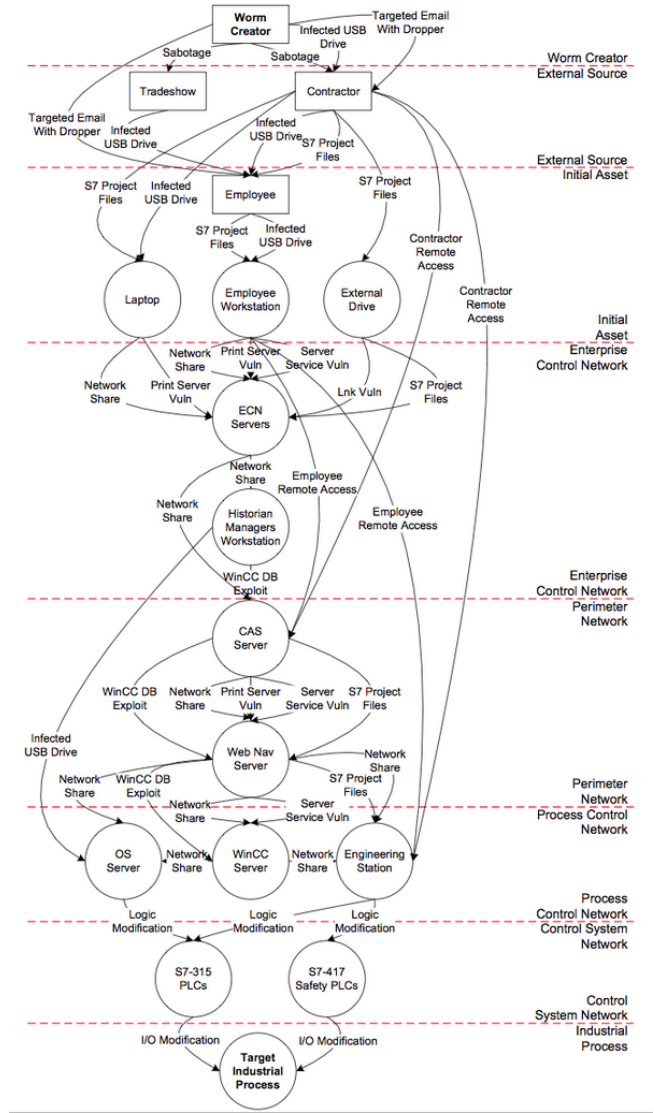 Worm
Creator
Targeted Email
With Dropper
Infected USB
Drive
Sabotage
Sabotage
Worm Creator
External Source
Tradeshow
Contractor
Targeted Email
With Dropper
Infected
USB Drive
Infected
USB Drive
S7 Project
Files
External Source
Initial Asset
S7 Project
Files
Infected
USB Drive
Employee
S7 Project
Files
S7 Project
Files
Infected
USB Drive
Contractor
Remote
Access
Contractor
Remote
Access
Laptop
Employee
Workstation
External
Drive
Initial
Asset
Enterprise
Control Network
Network
Share
Print Server
Vuln
Network
Share
Print Server
Vuln
Server
Service Vuln
Lnk Vuln
S7 Project
Files
ECN
Servers
Network
Share
Network
Share
Employee
Remote Access
Employee
Remote Access
Historian
Managers
Workstation
WinCC DB
Exploit
Enterprise
Control Network
Perimeter
Network
CAS
Server
WinCC DB
Exploit
Network
Share
Print Server
Vuln
Server
Service Vuln
S7 Project
Files
Infected
USB Drive
Web Nav
Server
Network
Share
Network
Share
WinCC DB
Exploit
S7 Project
Files
Perimeter
Network
Process Control
Network
Network
Share
Server
Service Vuln
OS
Server
Network
Share
WinCC
Server
Network
Share
Engineering
Station
Process
Control Network
Control System
Network
Logic
Modification
Logic
Modification
Logic
Modification
S7-315
PLCs
S7-417
Safety PLCs
Control
System Network
Industrial
Process
I/O Modification
I/O Modification
Target
Industrial
Process